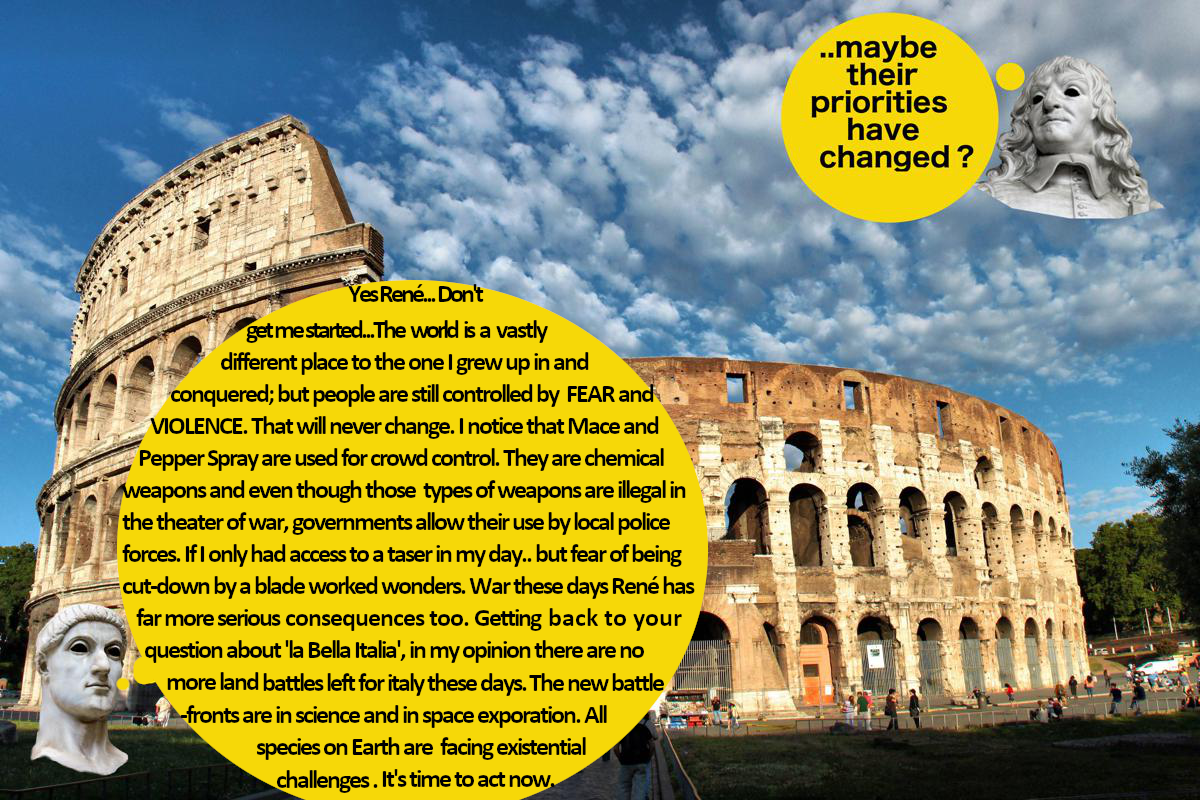 ..maybe
their
priorities
have
changed ?
Yes René... Don't
get me started...The world is a vastly
different place to the one I grew up in and
conquered; but people are still controlled by FEAR and
VIOLENCE. That will never change. I notice that Mace and
Pepper Spray are used for crowd control. They are chemical
weapons and even though those types of weapons are illegal in
the theater of war, governments allow their use by local police
forces. If I only had access to a taser in my day.. but fear of being
cut-down by a blade worked wonders. War these days René has
far more serious consequences too. Getting back to your
question about 'la Bella Italia', in my opinion there are no
more land battles left for italy these days. The new battle
-fronts are in science and in space exporation. All
species on Earth are facing existential
challenges . It's time to act now.